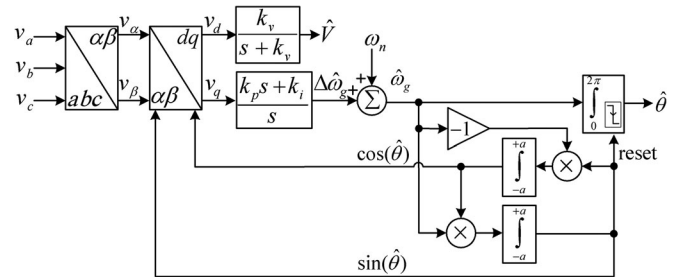 v_a
v_b
v_c
αβ
abc
v_α
v_β
dq
αβ
v_d
v_q
k_v
s + k_v
V̂
k_p s + k_i
s
Δω̂_g
+
+
ω_n
Σ
ω̂_g
−1
2π
∫
0
θ̂
reset
cos(θ̂)
+a
∫
−a
×
×
+a
∫
−a
sin(θ̂)